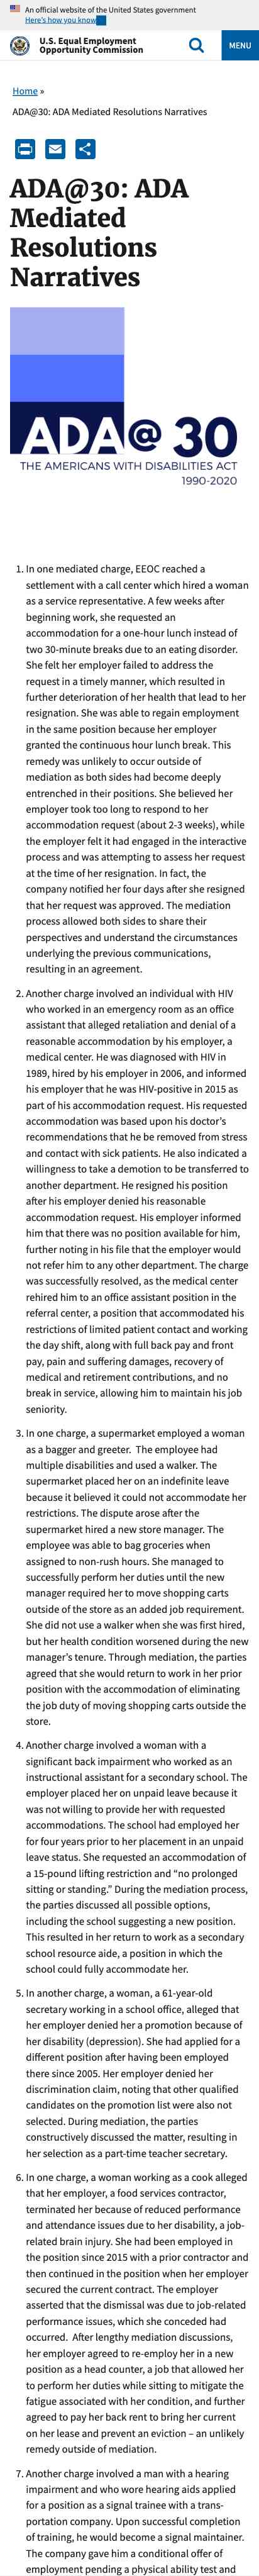 An official website of the United States government
Here's how you know
U.S. Equal Employment
Opportunity Commission
MENU
Home »
ADA@30: ADA Mediated Resolutions Narratives
ADA@30: ADA
Mediated
Resolutions
Narratives
ADA@ 30
THE AMERICANS WITH DISABILITIES ACT
1990-2020
1. In one mediated charge, EEOC reached a
settlement with a call center which hired a woman
as a service representative. A few weeks after
beginning work, she requested an
accommodation for a one-hour lunch instead of
two 30-minute breaks due to an eating disorder.
She felt her employer failed to address the
request in a timely manner, which resulted in
further deterioration of her health that lead to her
resignation. She was able to regain employment
in the same position because her employer
granted the continuous hour lunch break. This
remedy was unlikely to occur outside of
mediation as both sides had become deeply
entrenched in their positions. She believed her
employer took too long to respond to her
accommodation request (about 2-3 weeks), while
the employer felt it had engaged in the interactive
process and was attempting to assess her request
at the time of her resignation. In fact, the
company notified her four days after she resigned
that her request was approved. The mediation
process allowed both sides to share their
perspectives and understand the circumstances
underlying the previous communications,
resulting in an agreement.
2. Another charge involved an individual with HIV
who worked in an emergency room as an office
assistant that alleged retaliation and denial of a
reasonable accommodation by his employer, a
medical center. He was diagnosed with HIV in
1989, hired by his employer in 2006, and informed
his employer that he was HIV-positive in 2015 as
part of his accommodation request. His requested
accommodation was based upon his doctor's
recommendations that he be removed from stress
and contact with sick patients. He also indicated a
willingness to take a demotion to be transferred to
another department. He resigned his position
after his employer denied his reasonable
accommodation request. His employer informed
him that there was no position available for him,
further noting in his file that the employer would
not refer him to any other department. The charge
was successfully resolved, as the medical center
rehired him to an office assistant position in the
referral center, a position that accommodated his
restrictions of limited patient contact and working
the day shift, along with full back pay and front
pay, pain and suffering damages, recovery of
medical and retirement contributions, and no
break in service, allowing him to maintain his job
seniority.
3. In one charge, a supermarket employed a woman
as a bagger and greeter.  The employee had
multiple disabilities and used a walker. The
supermarket placed her on an indefinite leave
because it believed it could not accommodate her
restrictions. The dispute arose after the
supermarket hired a new store manager. The
employee was able to bag groceries when
assigned to non-rush hours. She managed to
successfully perform her duties until the new
manager required her to move shopping carts
outside of the store as an added job requirement.
She did not use a walker when she was first hired,
but her health condition worsened during the new
manager's tenure. Through mediation, the parties
agreed that she would return to work in her prior
position with the accommodation of eliminating
the job duty of moving shopping carts outside the
store.
4. Another charge involved a woman with a
significant back impairment who worked as an
instructional assistant for a secondary school. The
employer placed her on unpaid leave because it
was not willing to provide her with requested
accommodations. The school had employed her
for four years prior to her placement in an unpaid
leave status. She requested an accommodation of
a 15-pound lifting restriction and “no prolonged
sitting or standing.” During the mediation process,
the parties discussed all possible options,
including the school suggesting a new position.
This resulted in her return to work as a secondary
school resource aide, a position in which the
school could fully accommodate her.
5. In another charge, a woman, a 61-year-old
secretary working in a school office, alleged that
her employer denied her a promotion because of
her disability (depression). She had applied for a
different position after having been employed
there since 2005. Her employer denied her
discrimination claim, noting that other qualified
candidates on the promotion list were also not
selected. During mediation, the parties
constructively discussed the matter, resulting in
her selection as a part-time teacher secretary.
6. In one charge, a woman working as a cook alleged
that her employer, a food services contractor,
terminated her because of reduced performance
and attendance issues due to her disability, a job-
related brain injury. She had been employed in
the position since 2015 with a prior contractor and
then continued in the position when her employer
secured the current contract. The employer
asserted that the dismissal was due to job-related
performance issues, which she conceded had
occurred.  After lengthy mediation discussions,
her employer agreed to re-employ her in a new
position as a head counter, a job that allowed her
to perform her duties while sitting to mitigate the
fatigue associated with her condition, and further
agreed to pay her back rent to bring her current
on her lease and prevent an eviction – an unlikely
remedy outside of mediation.
7. Another charge involved a man with a hearing
impairment and who wore hearing aids applied
for a position as a signal trainee with a trans-
portation company. Upon successful completion
of training, he would become a signal maintainer.
The company gave him a conditional offer of
employment pending a physical ability test and